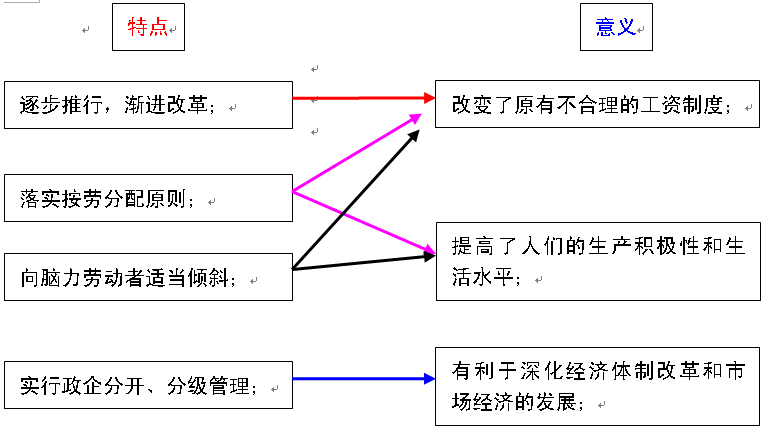 特点
意义
逐步推行，渐进改革；
改变了原有不合理的工资制度；
落实按劳分配原则；
提高了人们的生产积极性和生
活水平；
向脑力劳动者适当倾斜；
实行政企分开、分级管理；
有利于深化经济体制改革和市
场经济的发展；